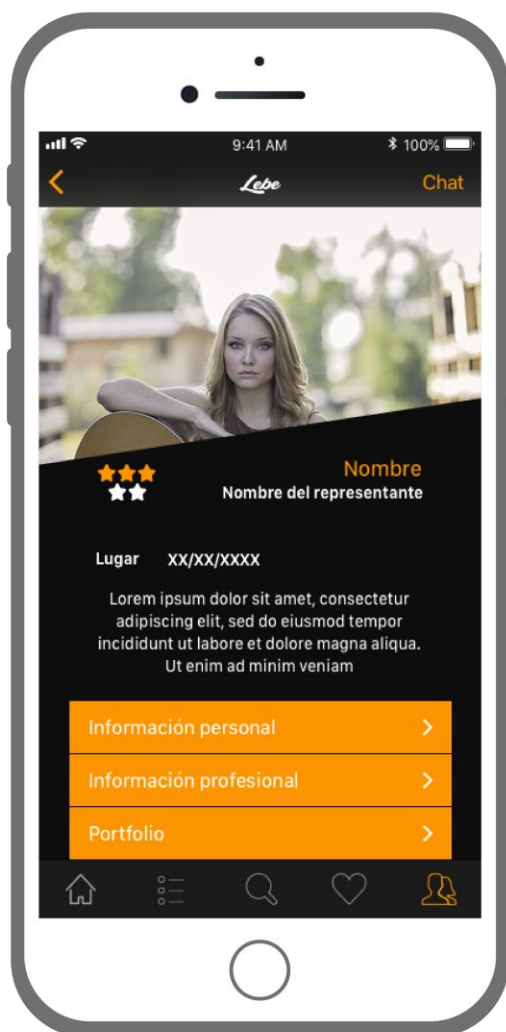 9:41 AM
100%
Lebe
Chat
Nombre
Nombre del representante
Lugar XX/XX/XXXX
Lorem ipsum dolor sit amet, consectetur
adipiscing elit, sed do eiusmod tempor
incididunt ut labore et dolore magna aliqua.
Ut enim ad minim veniam
Información personal
Información profesional
Portfolio